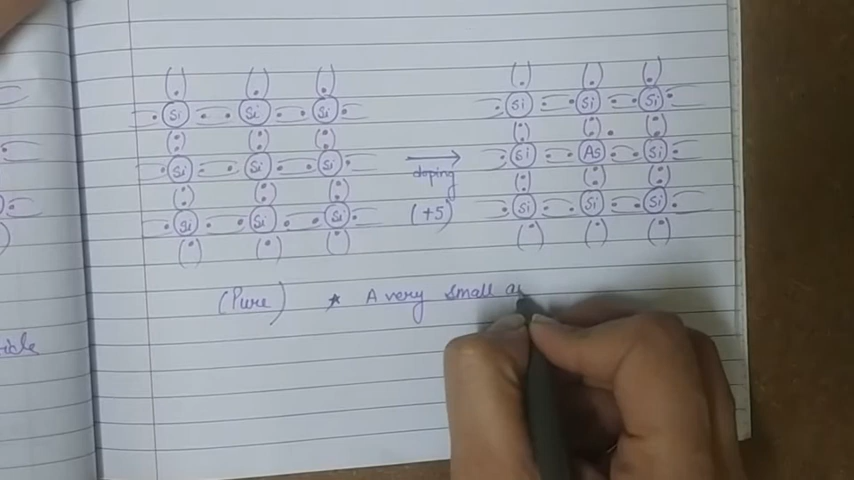 Si Si Si Si Si Si
Si Si Si doping Si As Si
Si Si Si (+5) Si Si Si
(Pure) * A very small a